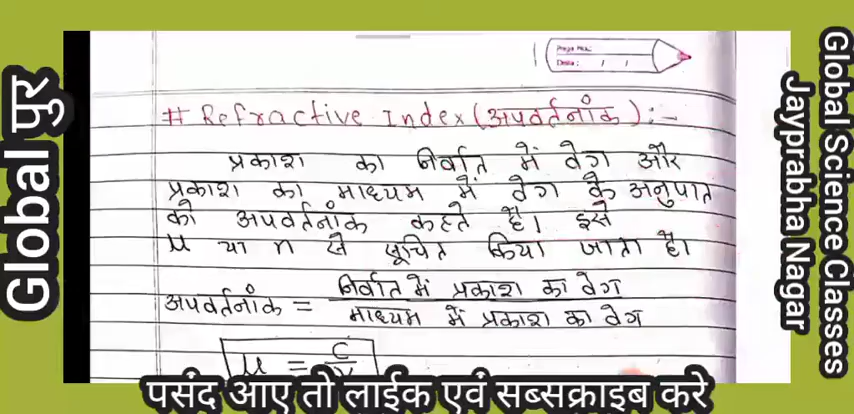 Page No.:
Date: / /
# Refractive Index (अपवर्तनांक) :-
प्रकाश का निर्वात में वेग और
प्रकाश का माध्यम में वेग के अनुपात
को अपवर्तनांक कहते हैं। इसे
μ या n से सूचित किया जाता है।
अपवर्तनांक = निर्वात में प्रकाश का वेग
माध्यम में प्रकाश का वेग
μ = C
V
पसंद आए तो लाईक एवं सब्सक्राइब करे
Global पुर
Global Science Classes
Jayprabha Nagar